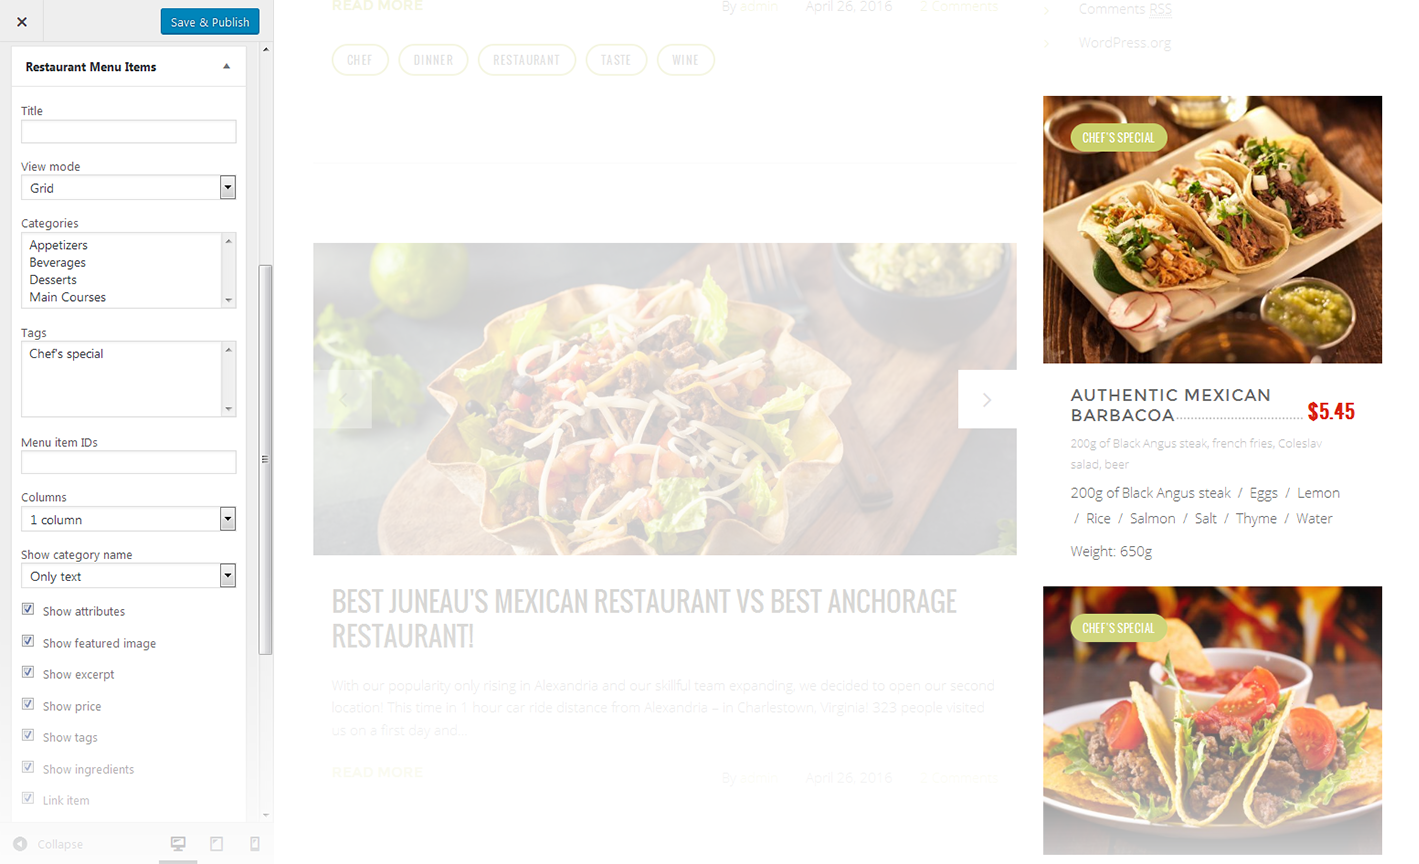 Save & Publish
Restaurant Menu Items
Title
View mode
Grid
Categories
Appetizers
Beverages
Desserts
Main Courses
Tags
Chef's special
Menu item IDs
Columns
1 column
Show category name
Only text
Show attributes
Show featured image
Show excerpt
Show price
Show tags
Show ingredients
Link item
Collapse
READ MORE
By admin April 26, 2016 2 Comments
CHEF DINNER RESTAURANT TASTE WINE
BEST JUNEAU'S MEXICAN RESTAURANT VS BEST ANCHORAGE
RESTAURANT!
With our popularity only rising in Alexandria and our skillful team expanding, we decided to open our second
location! This time in 1 hour car ride distance from Alexandria – in Charlestown, Virginia! 323 people visited
us on a first day and...
READ MORE
By admin April 26, 2016 2 Comments
Comments RSS
WordPress.org
CHEF'S SPECIAL
AUTHENTIC MEXICAN
BARBACOA $5.45
200g of Black Angus steak, french fries, Coleslav
salad, beer
200g of Black Angus steak / Eggs / Lemon
/ Rice / Salmon / Salt / Thyme / Water
Weight: 650g
CHEF'S SPECIAL